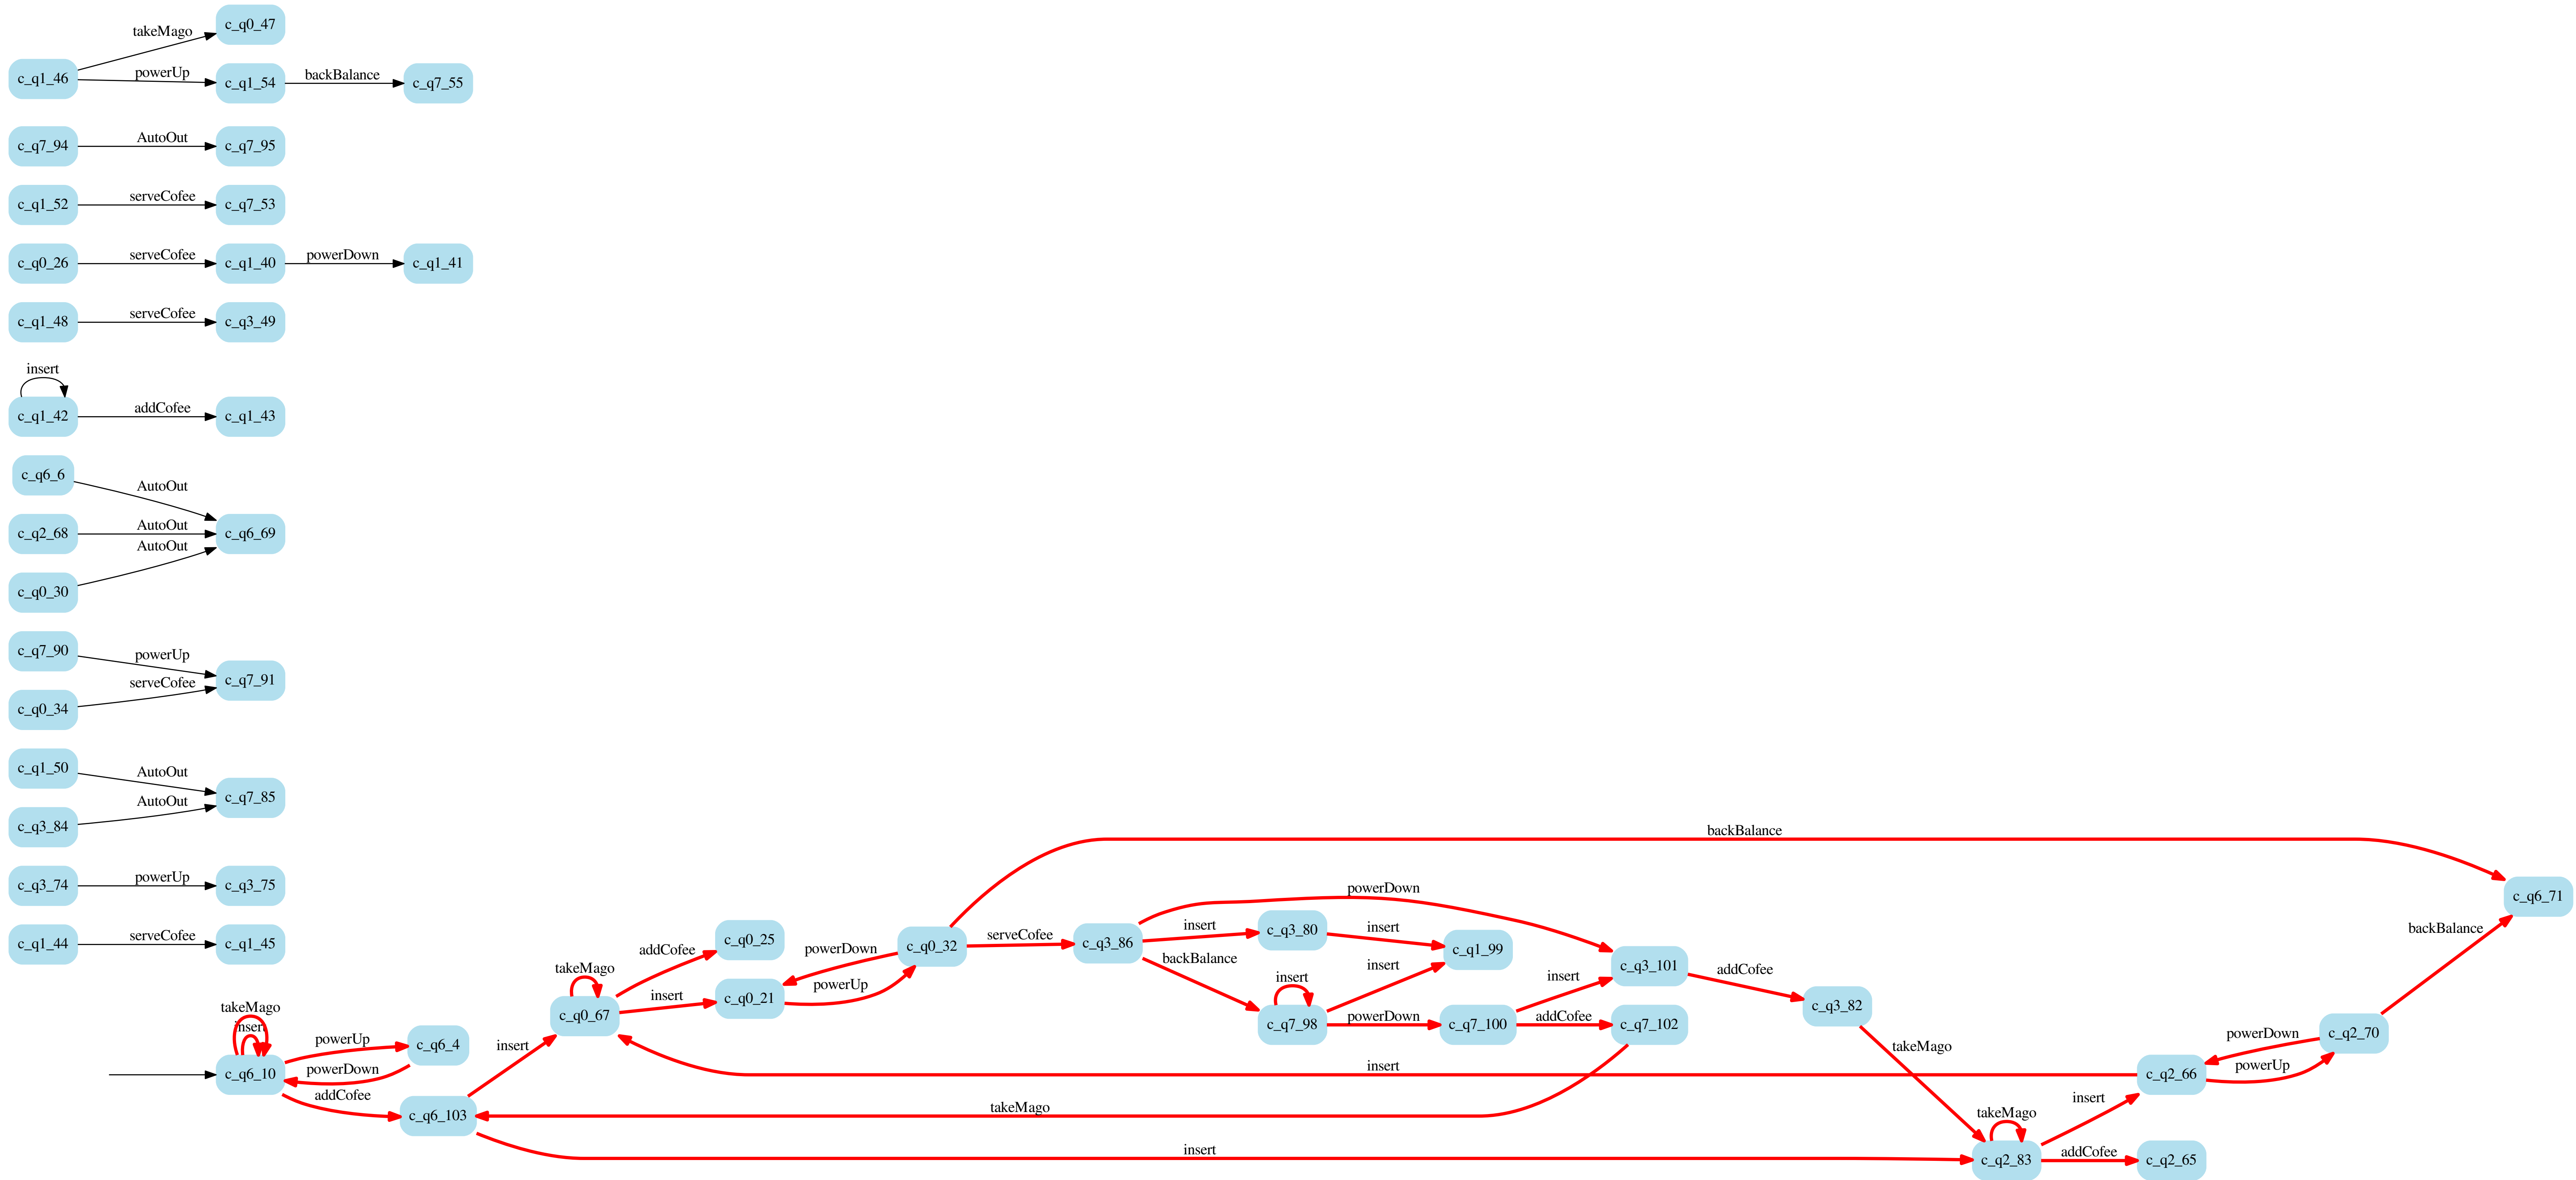 c_q0_47
takeMago
c_q1_46
powerUp
c_q1_54
backBalance
c_q7_55
c_q7_94
AutoOut
c_q7_95
c_q1_52
serveCofee
c_q7_53
c_q0_26
serveCofee
c_q1_40
powerDown
c_q1_41
c_q1_48
serveCofee
c_q3_49
insert
c_q1_42
addCofee
c_q1_43
c_q6_6
AutoOut
c_q2_68
AutoOut
c_q6_69
AutoOut
c_q0_30
c_q7_90
powerUp
c_q7_91
serveCofee
c_q0_34
c_q1_50
AutoOut
c_q7_85
AutoOut
c_q3_84
c_q3_74
powerUp
c_q3_75
c_q1_44
serveCofee
c_q1_45
takeMago
insert
c_q6_10
powerUp
c_q6_4
powerDown
addCofee
c_q6_103
insert
takeMago
c_q0_67
addCofee
c_q0_25
insert
c_q0_21
powerDown
powerUp
c_q0_32
backBalance
serveCofee
c_q3_86
powerDown
insert
c_q3_80
insert
c_q1_99
backBalance
insert
insert
c_q7_98
powerDown
c_q7_100
insert
c_q3_101
addCofee
c_q7_102
addCofee
c_q3_82
takeMago
insert
takeMago
insert
takeMago
c_q2_83
insert
c_q2_66
addCofee
c_q2_65
powerDown
powerUp
c_q2_70
backBalance
c_q6_71